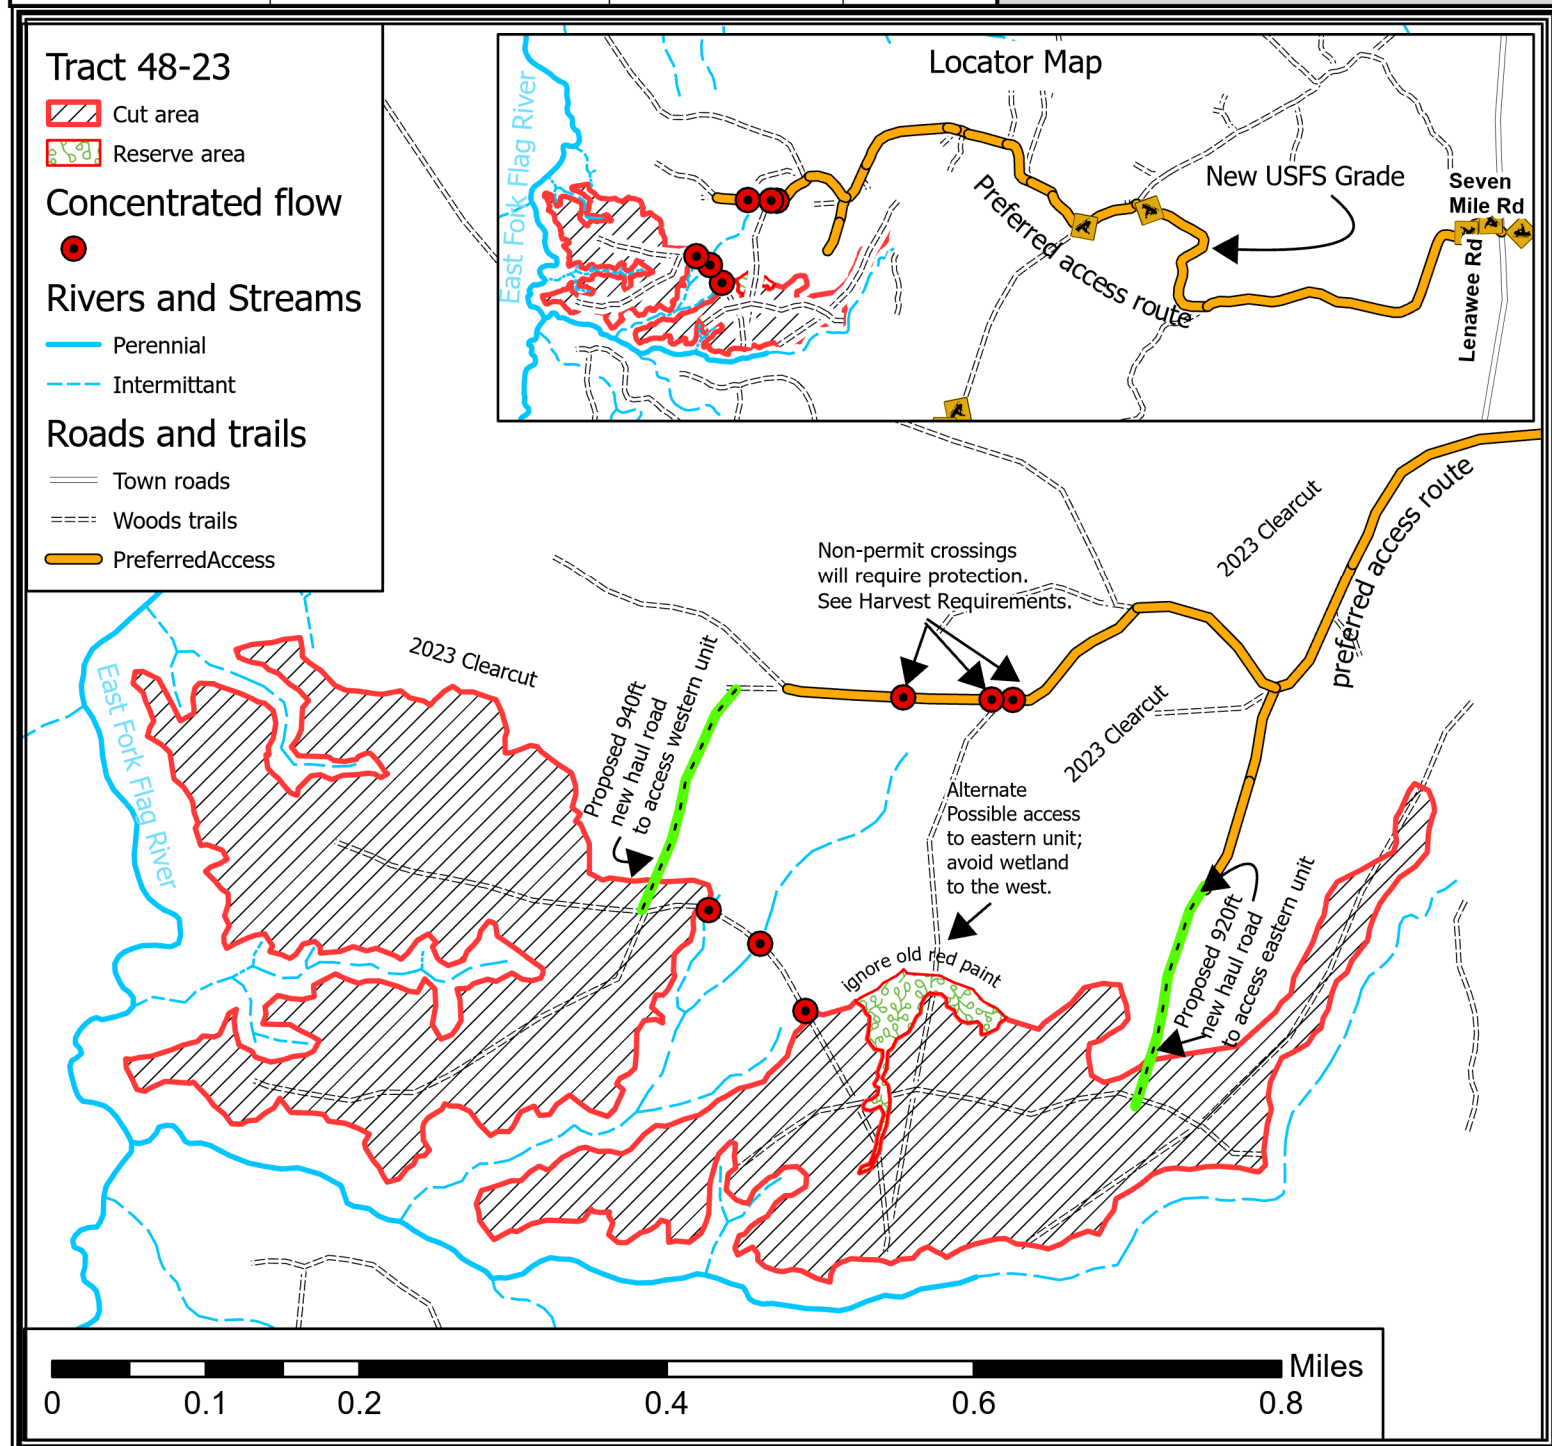 Tract 48-23
Cut area
Reserve area
Concentrated flow
Rivers and Streams
Perennial
Intermittant
Roads and trails
Town roads
Woods trails
PreferredAccess
Locator Map
East Fork Flag River
New USFS Grade
Preferred access route
Seven
Mile Rd
Lenawee Rd
2023 Clearcut
preferred access route
Non-permit crossings
will require protection.
See Harvest Requirements.
2023 Clearcut
2023 Clearcut
East Fork Flag River
Proposed 940ft
new haul road
to access western unit
Alternate
Possible access
to eastern unit;
avoid wetland
to the west.
ignore old red paint
Proposed 920ft
new haul road
to access eastern unit
Miles
0
0.1
0.2
0.4
0.6
0.8